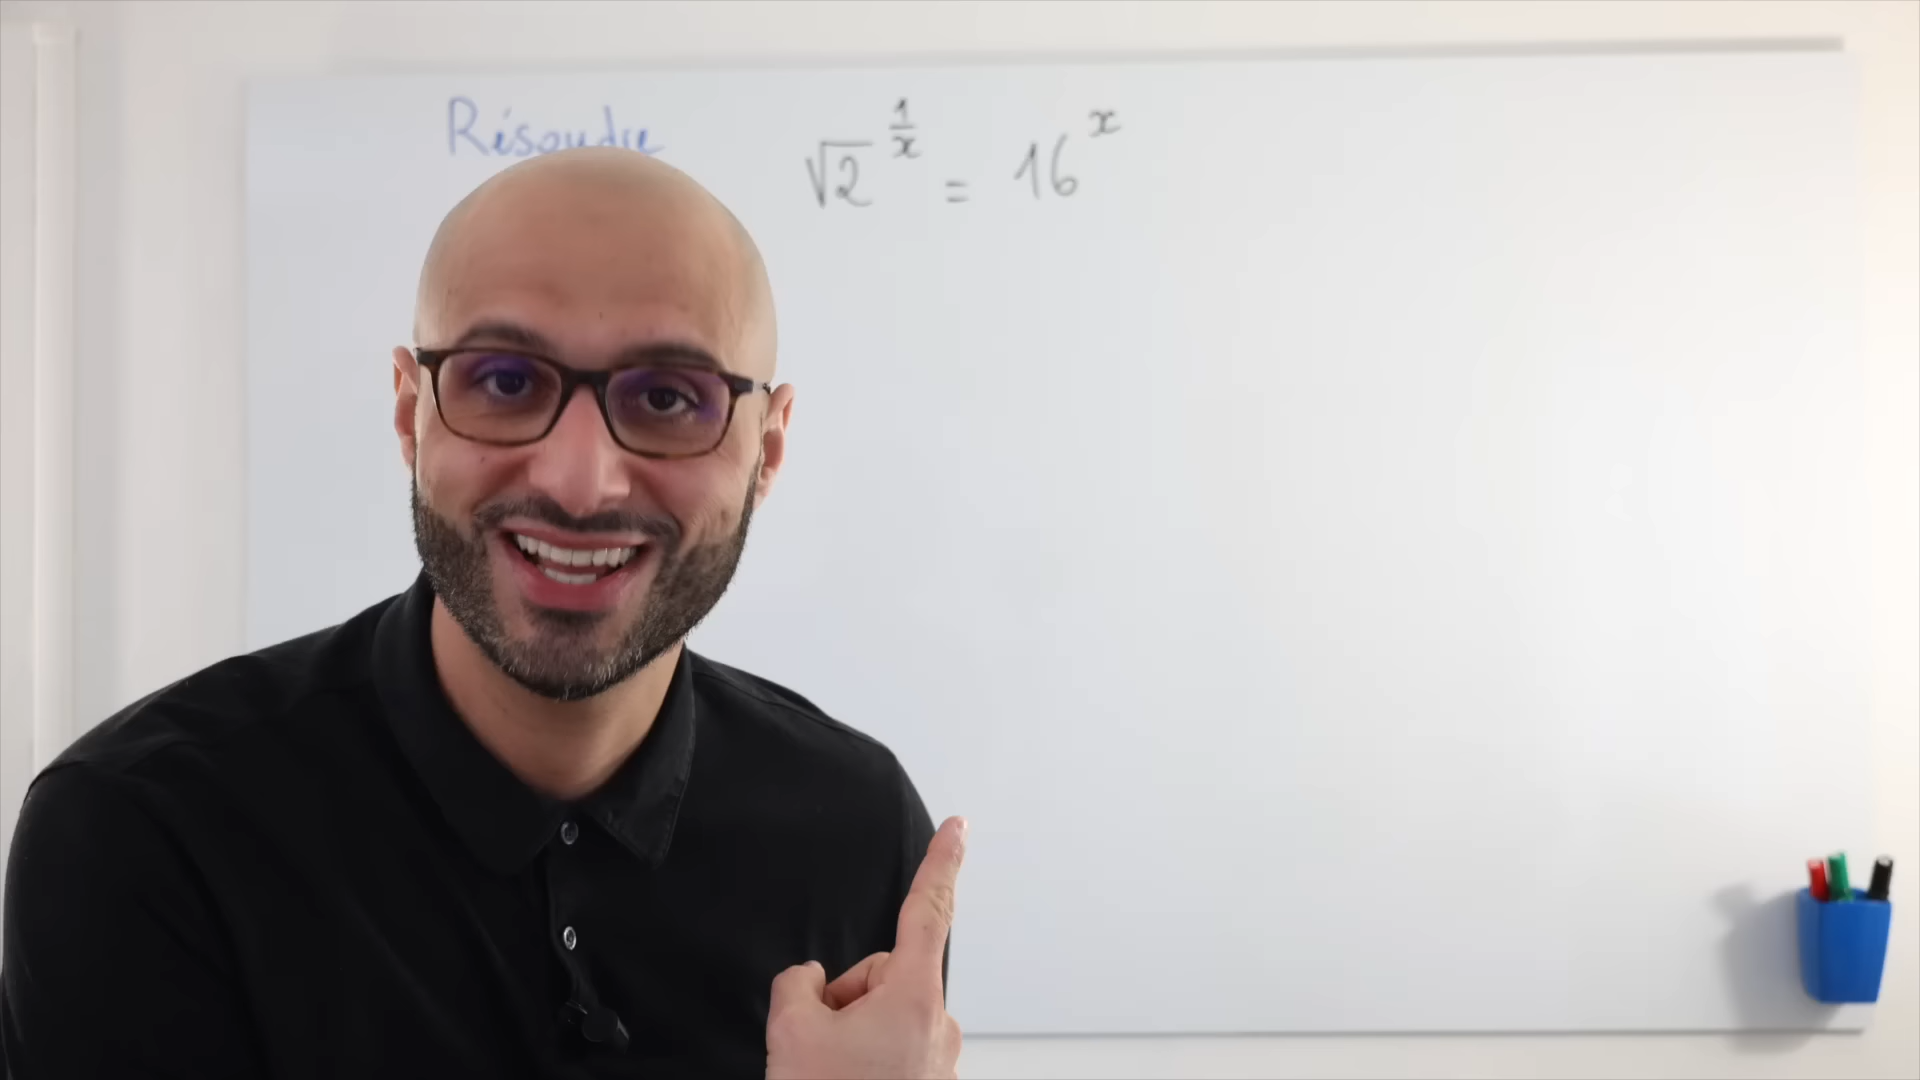 Résoudre √2^(1/x) = 16^x